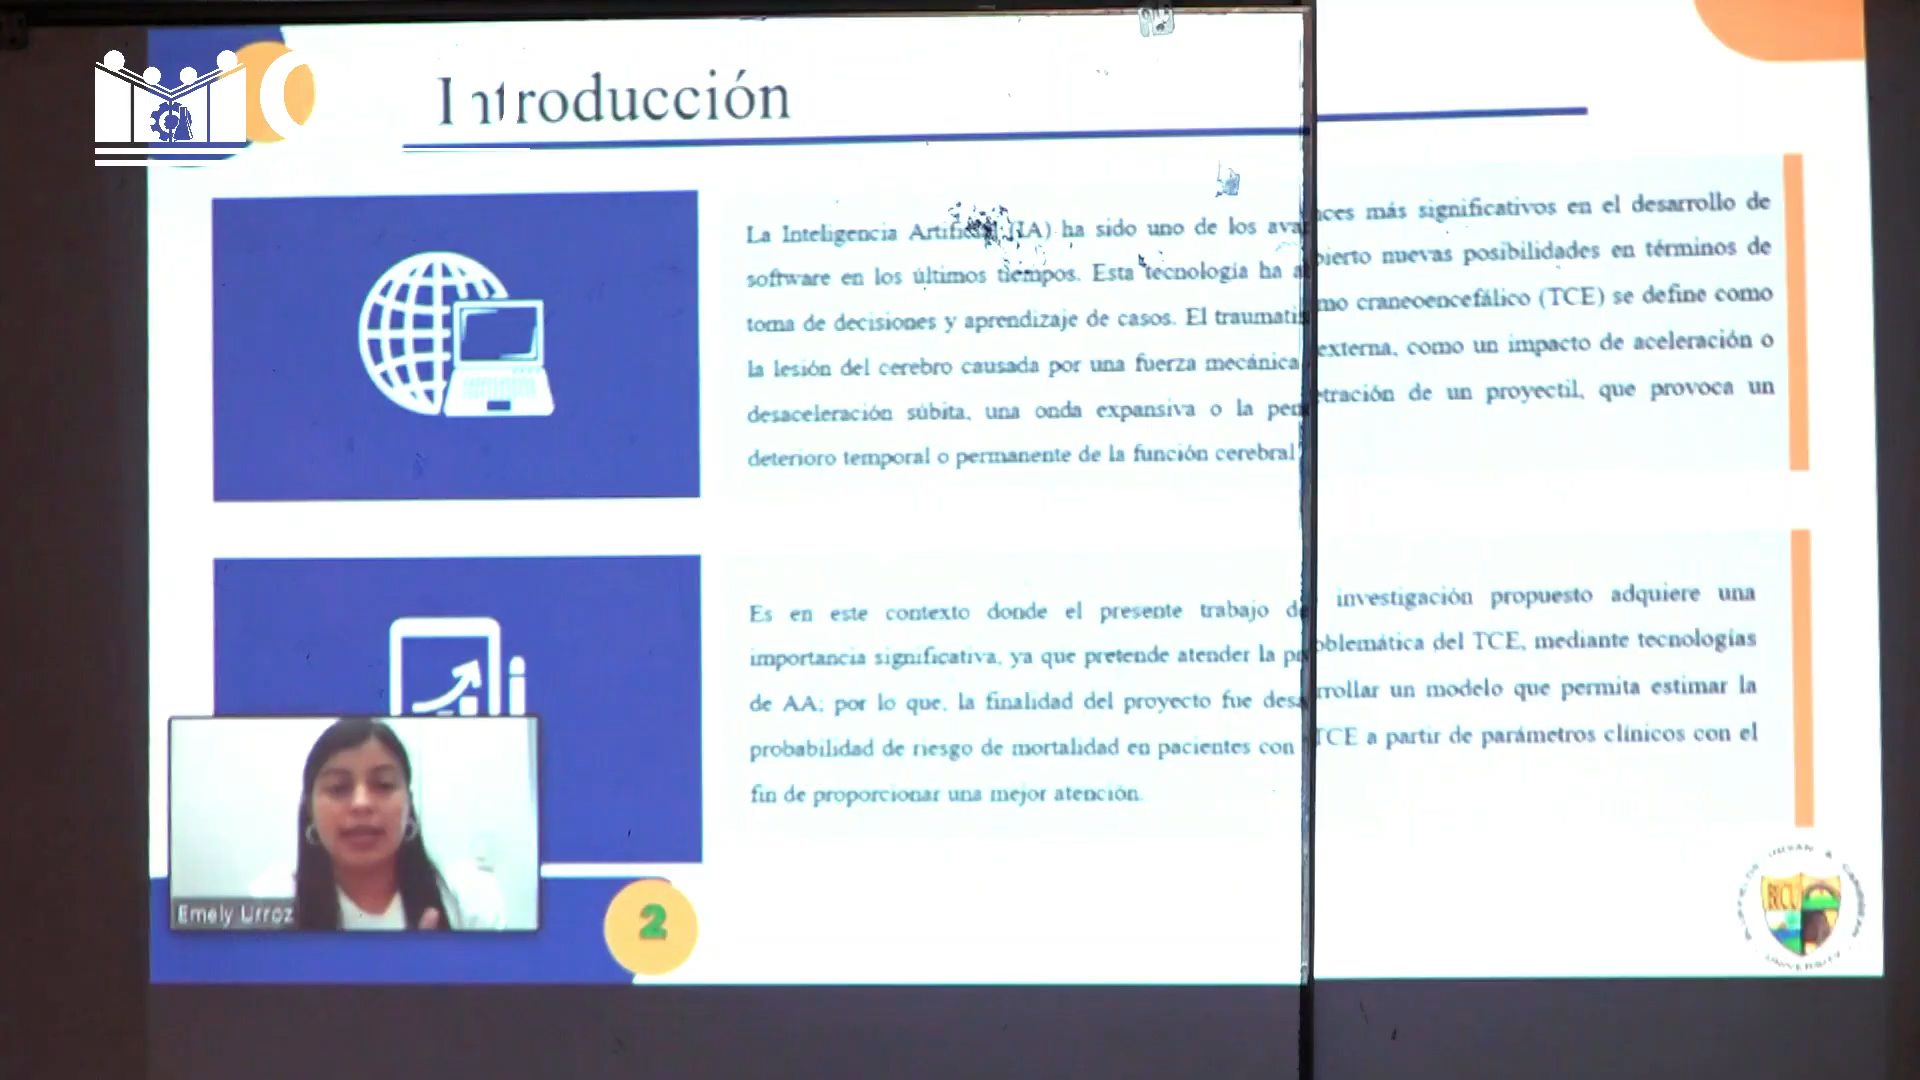 Introducción
La Inteligencia Artificial (IA) ha sido uno de los avances más significativos en el desarrollo de
software en los últimos tiempos. Esta tecnología ha abierto nuevas posibilidades en términos de
toma de decisiones y aprendizaje de casos. El traumatismo craneoencefálico (TCE) se define como
la lesión del cerebro causada por una fuerza mecánica externa, como un impacto de aceleración o
desaceleración súbita, una onda expansiva o la penetración de un proyectil, que provoca un
deterioro temporal o permanente de la función cerebral
Es en este contexto donde el presente trabajo de investigación propuesto adquiere una
importancia significativa, ya que pretende atender la problemática del TCE, mediante tecnologías
de AA; por lo que, la finalidad del proyecto fue desarrollar un modelo que permita estimar la
probabilidad de riesgo de mortalidad en pacientes con TCE a partir de parámetros clínicos con el
fin de proporcionar una mejor atención.
Emely Urroz
2
BICU
INDIAN & CARIBBEAN
UNIVERSITY